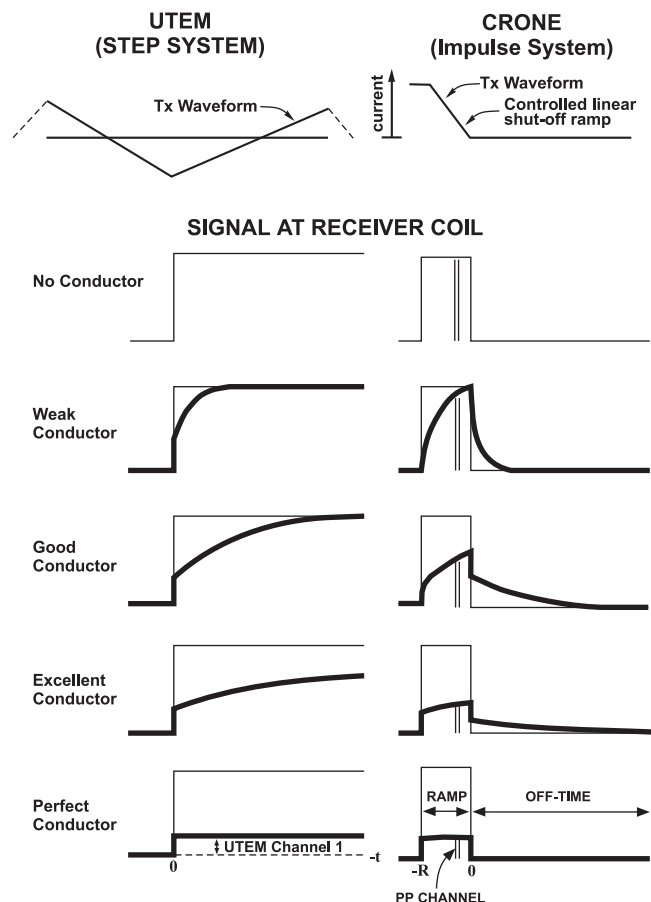 UTEM
(STEP SYSTEM)
CRONE
(Impulse System)
Tx Waveform
current
Tx Waveform
Controlled linear
shut-off ramp
SIGNAL AT RECEIVER COIL
No Conductor
Weak
Conductor
Good
Conductor
Excellent
Conductor
Perfect
Conductor
UTEM Channel 1
0
-t
RAMP
OFF-TIME
-R
0
PP CHANNEL